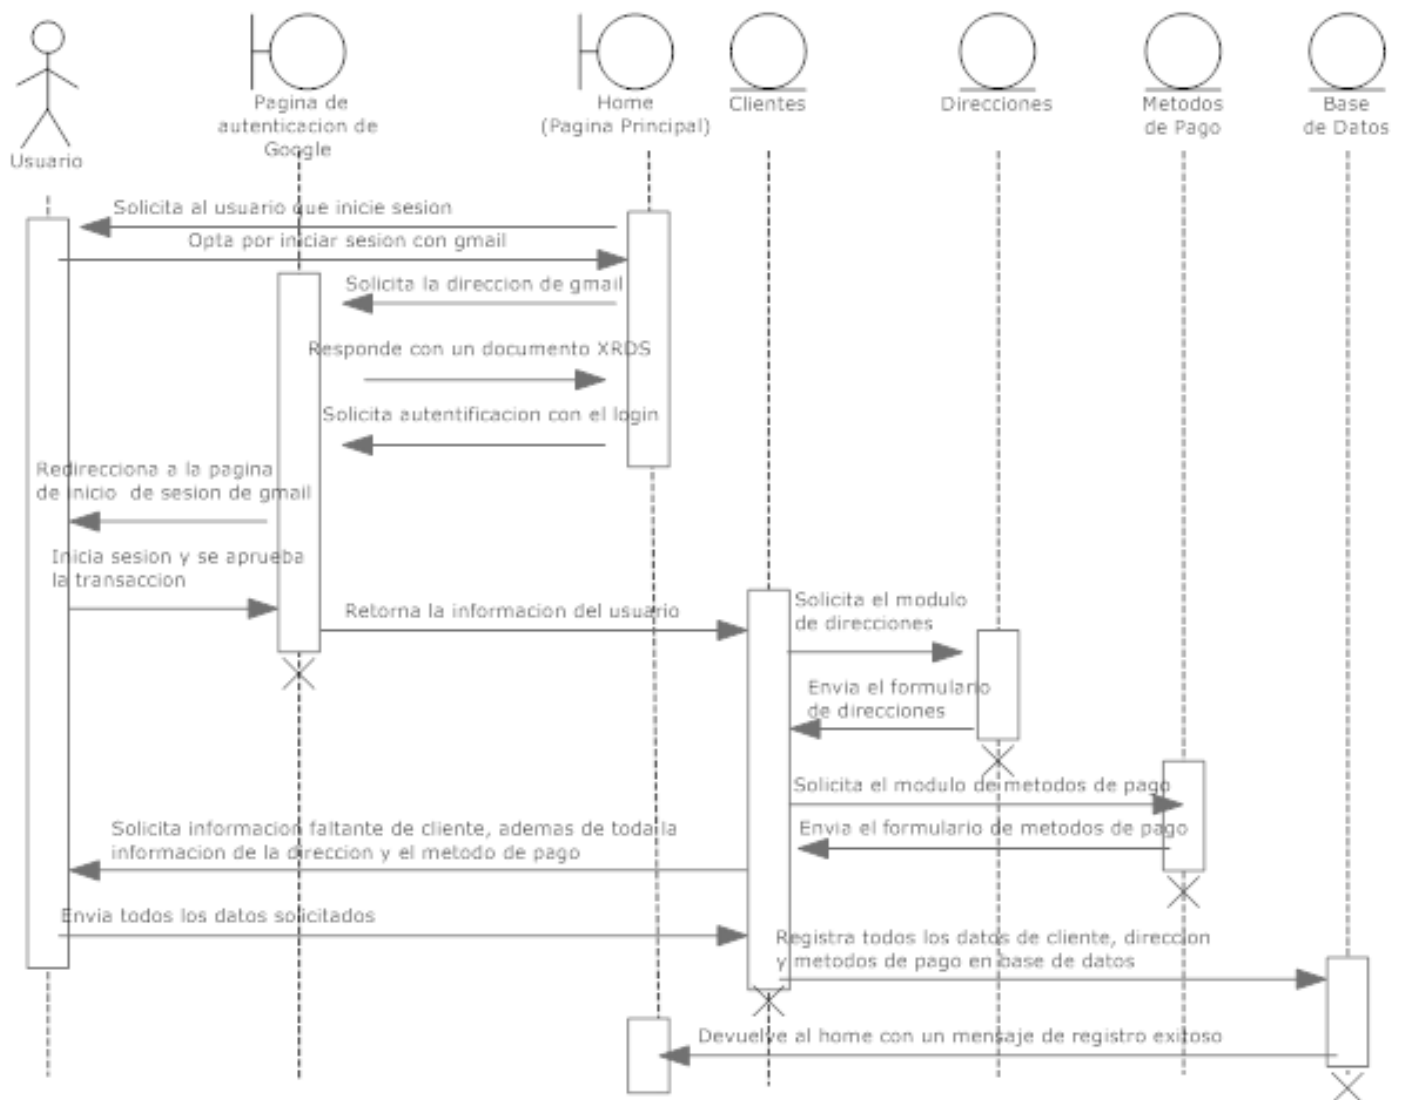 Usuario
Pagina de
autenticacion de
Google
Home
(Pagina Principal)
Clientes
Direcciones
Metodos
de Pago
Base
de Datos
Solicita al usuario que inicie sesion
Opta por iniciar sesion con gmail
Solicita la direccion de gmail
Responde con un documento XRDS
Solicita autentificacion con el login
Redirecciona a la pagina
de inicio de sesion de gmail
Inicia sesion y se aprueba
la transaccion
Retorna la informacion del usuario
Solicita el modulo
de direcciones
Envia el formulario
de direcciones
Solicita el modulo de metodos de pago
Envia el formulario de metodos de pago
Solicita informacion faltante de cliente, ademas de toda la
informacion de la direccion y el metodo de pago
Envia todos los datos solicitados
Registra todos los datos de cliente, direccion
y metodos de pago en base de datos
Devuelve al home con un mensaje de registro exitoso